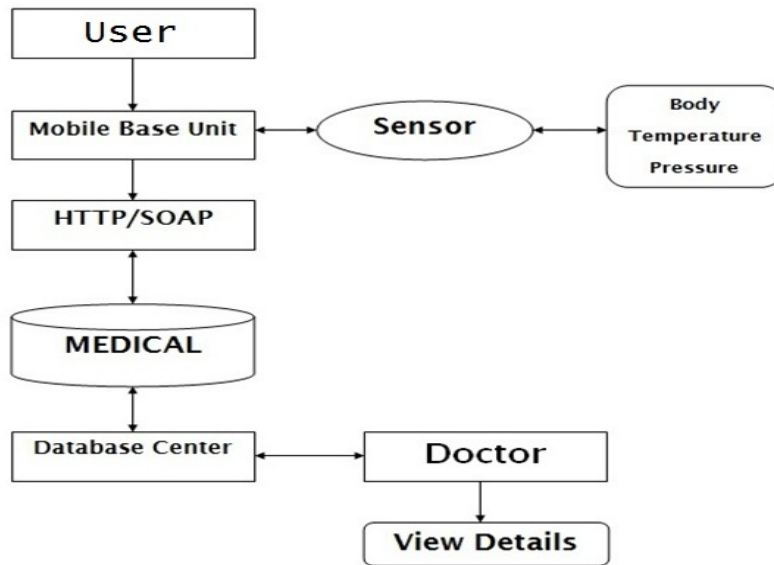 User
Mobile Base Unit
Sensor
Body
Temperature
Pressure
HTTP/SOAP
MEDICAL
Database Center
Doctor
View Details